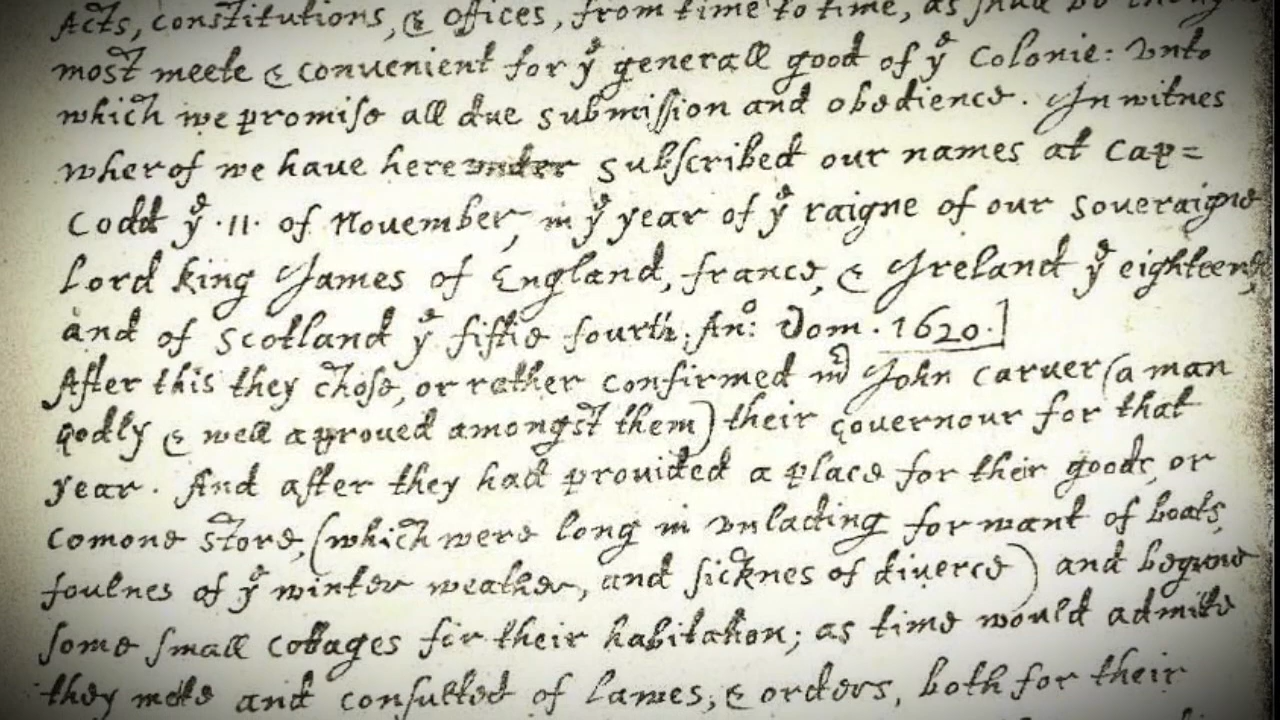 Acts, constitutions, & offices, from time to time, as shall be thought
most meete & convenient for yᵉ generall good of yᵉ Colonie: vnto
which we promise all due submission and obedience. In witnes
wherof we have here vnder subscribed our names at Cap=
Codd yᵉ ·11· of November, in yᵉ year of yᵉ raigne of our soveraigne
Lord king James of England, france, & Ireland yᵉ eighteenth,
and of Scotland yᵉ fiftie fourth. Anº: Dom. 1620.]
After this they chose, or rather confirmed mʳ John carver (a man
godly & well aproued amongst them) their governour for that
year. And after they had provided a place for their goods, or
comone store, (which were long in vnlading for want of boats,
foulnes of yᵉ winter weather, and sicknes of diverce) and begune
some small cottages for their habitation; as time would admitte
they mette and consulted of lawes, & orders, both for their